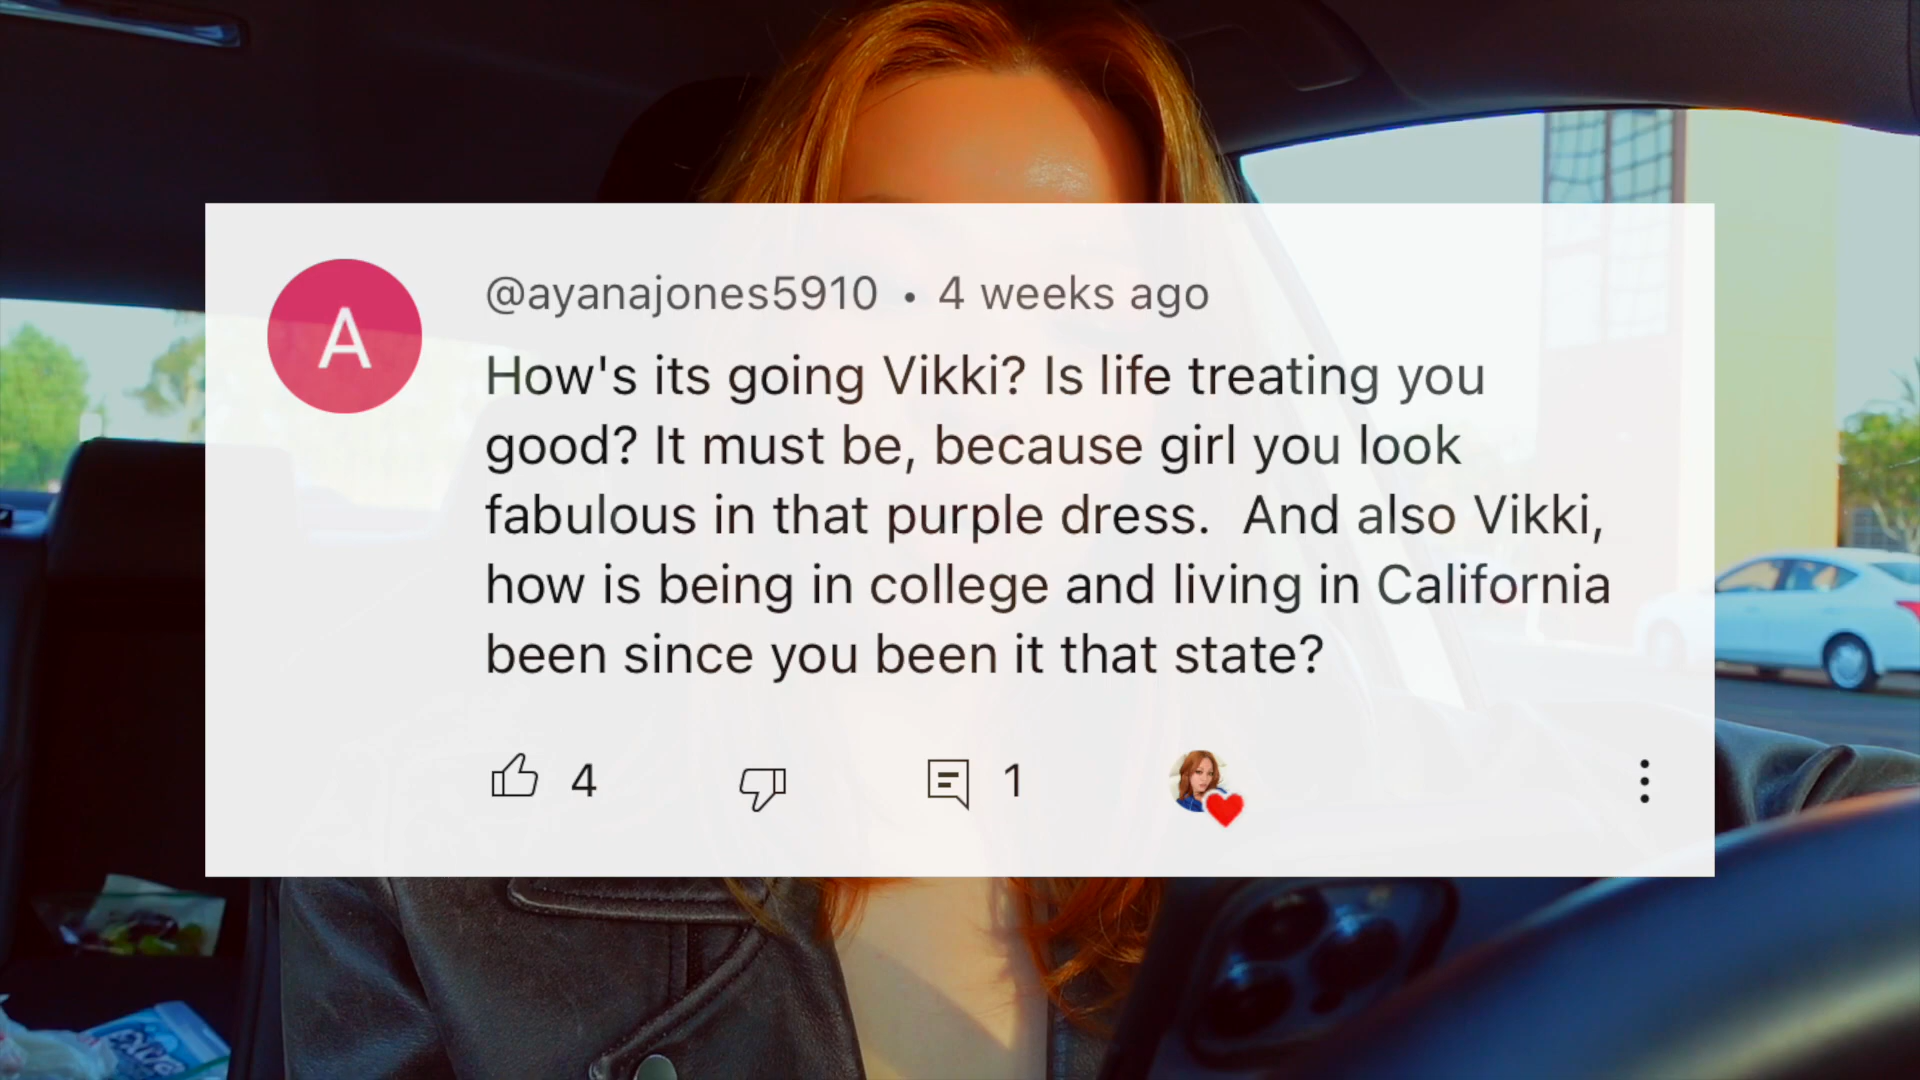 A
@ayanajones5910 • 4 weeks ago
How's its going Vikki? Is life treating you
good? It must be, because girl you look
fabulous in that purple dress.  And also Vikki,
how is being in college and living in California
been since you been it that state?
4
1